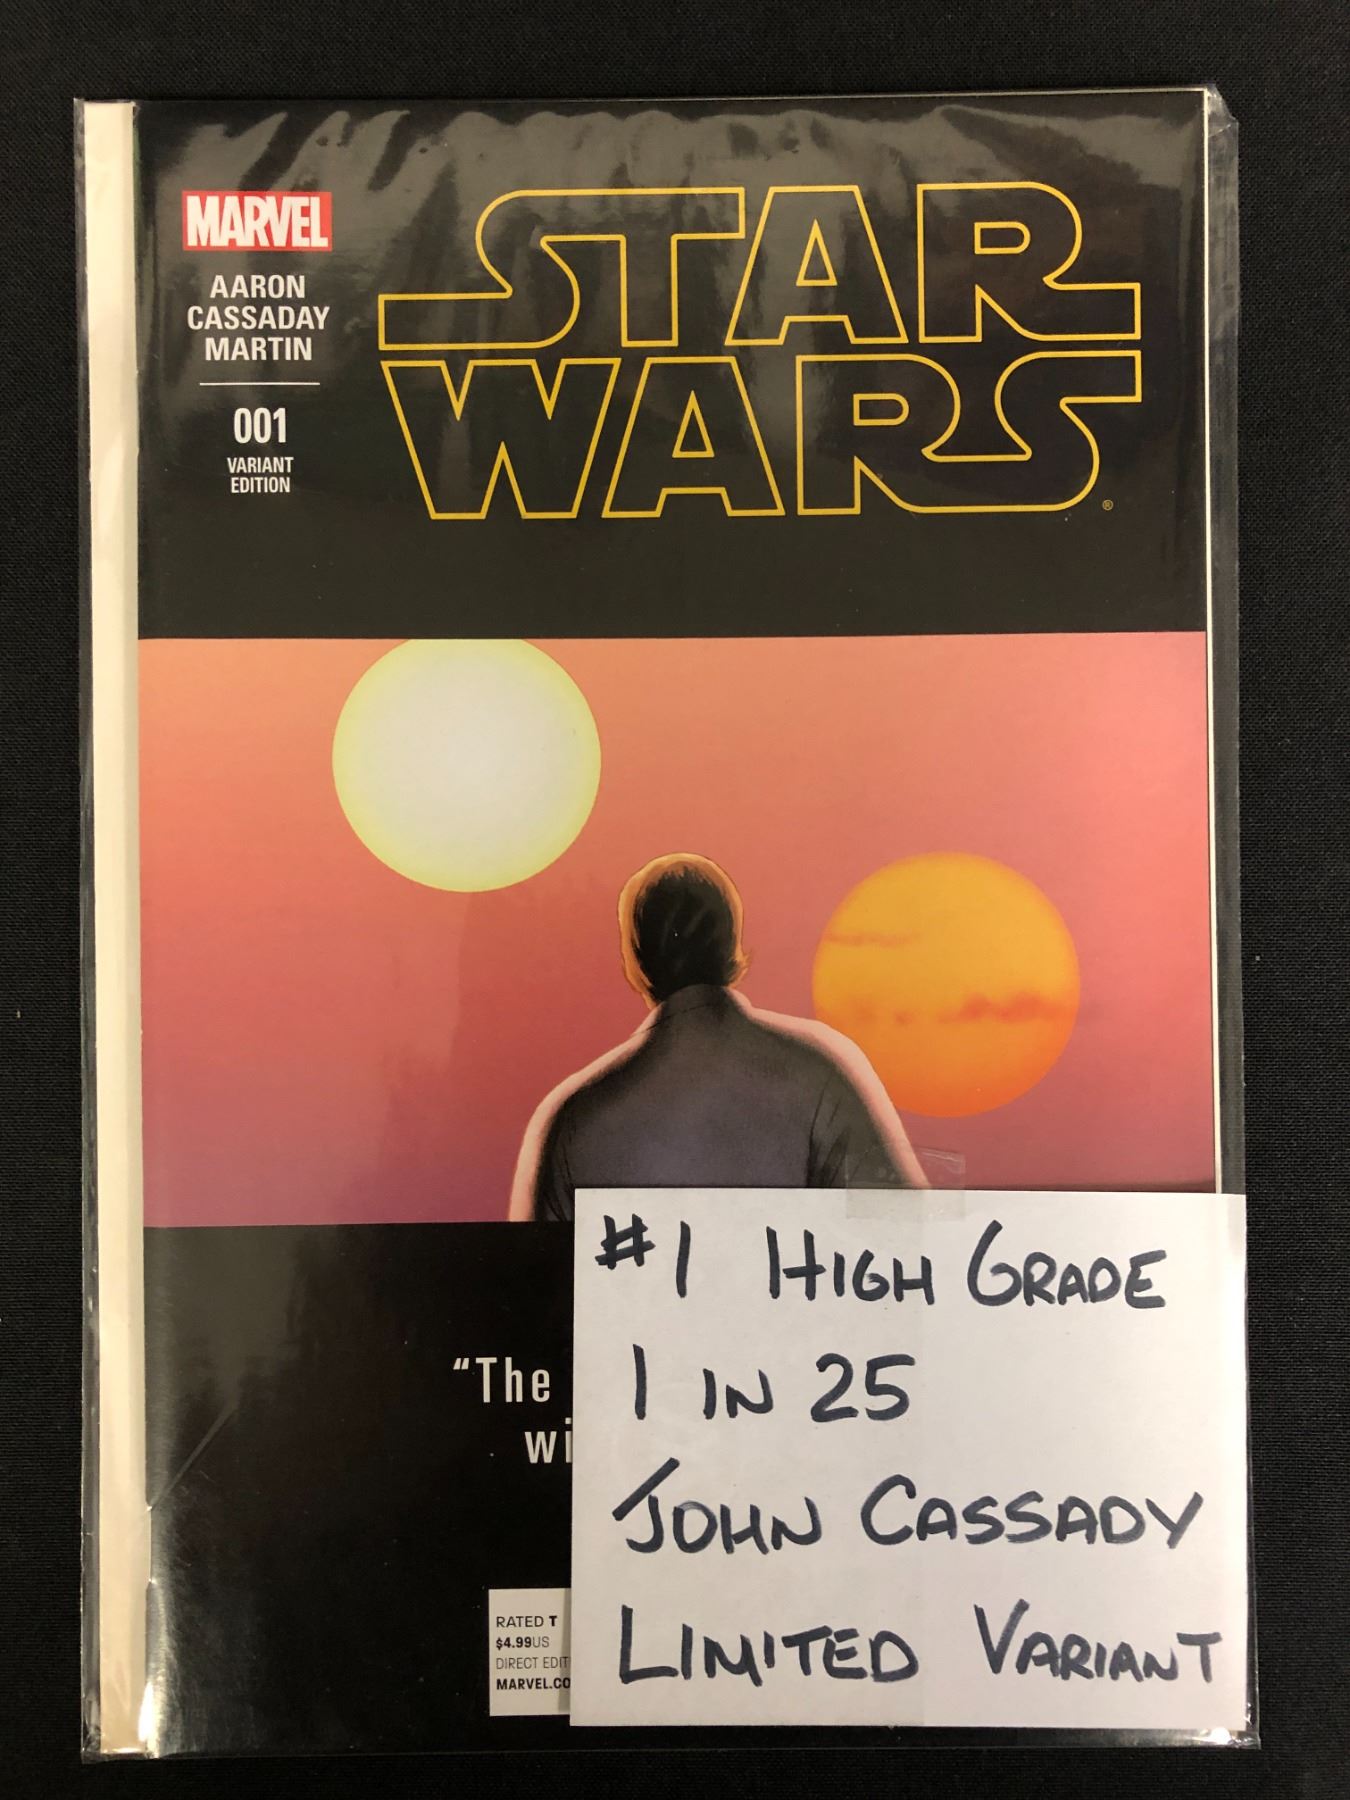 MARVEL
AARON
CASSADAY
MARTIN
001
VARIANT
EDITION
STAR
WARS®
"The
wi
RATED T
$4.99US
DIRECT EDIT
MARVEL.CO
#1 HIGH GRADE
1 IN 25
JOHN CASSADY
LIMITED VARIANT